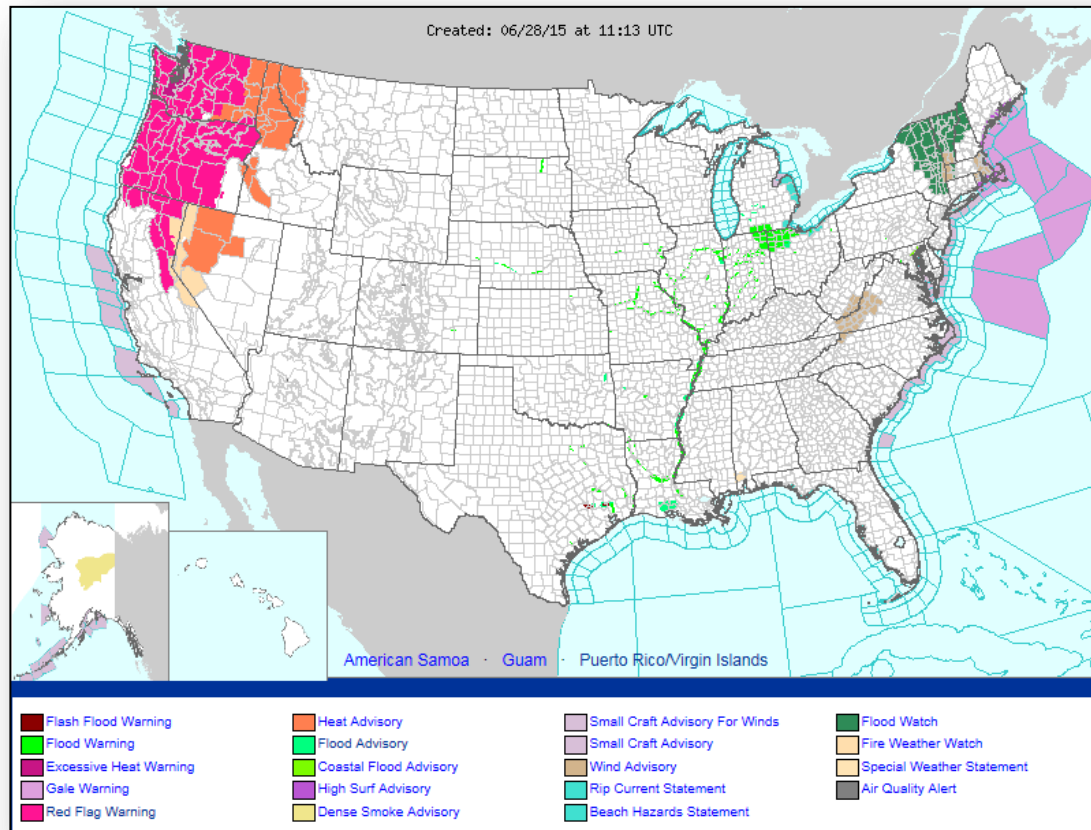 Created: 06/28/15 at 11:13 UTC
American Samoa · Guam · Puerto Rico/Virgin Islands
Flash Flood Warning
Flood Warning
Excessive Heat Warning
Gale Warning
Red Flag Warning
Heat Advisory
Flood Advisory
Coastal Flood Advisory
High Surf Advisory
Dense Smoke Advisory
Small Craft Advisory For Winds
Small Craft Advisory
Wind Advisory
Rip Current Statement
Beach Hazards Statement
Flood Watch
Fire Weather Watch
Special Weather Statement
Air Quality Alert